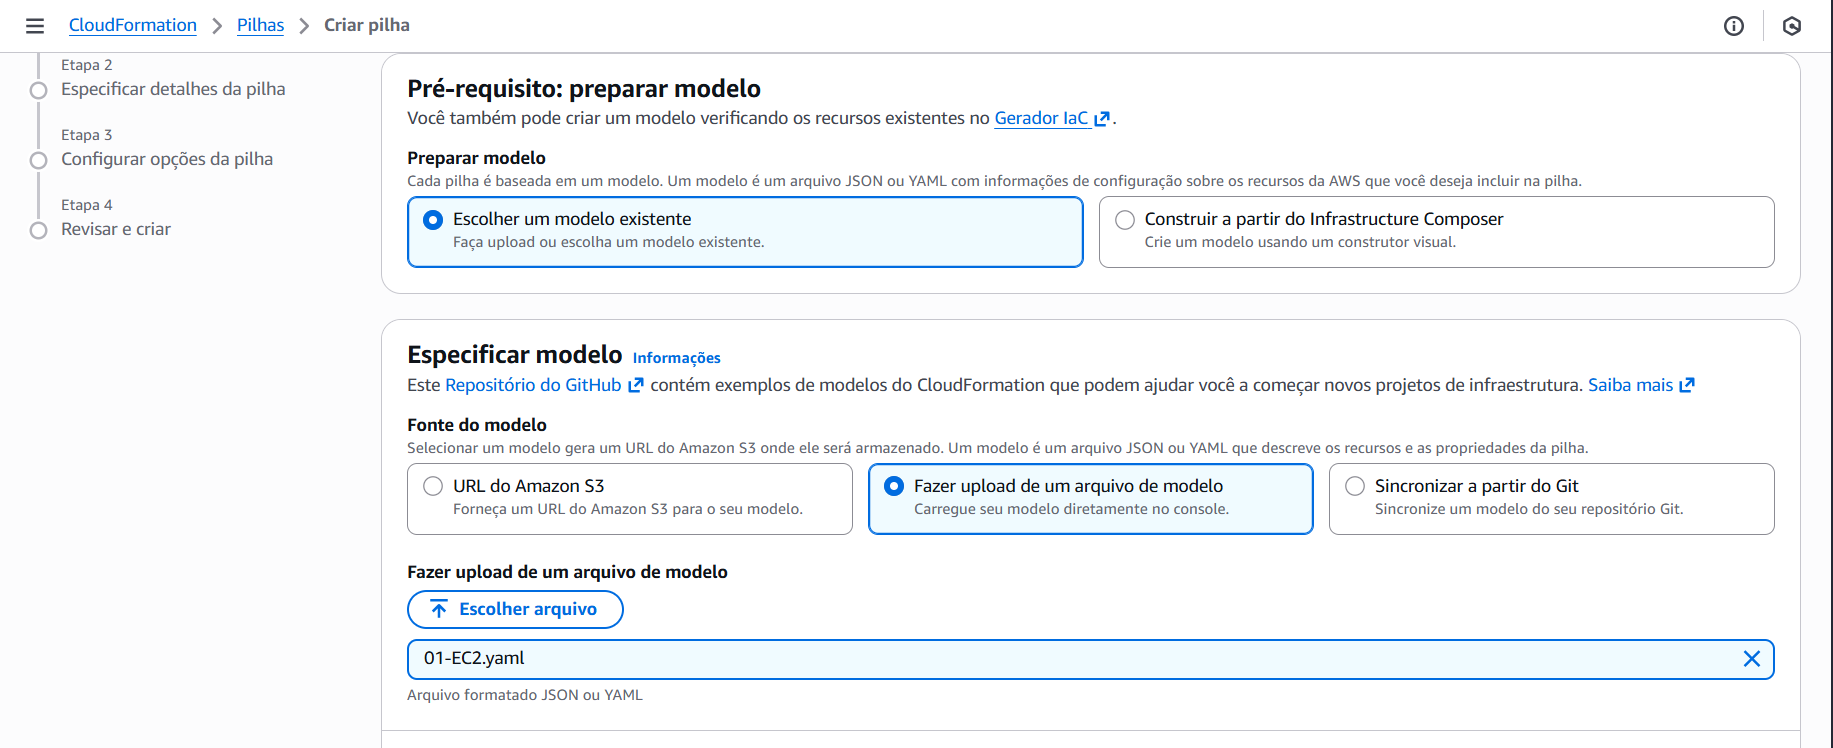 CloudFormation > Pilhas > Criar pilha
Etapa 2
Especificar detalhes da pilha
Etapa 3
Configurar opções da pilha
Etapa 4
Revisar e criar
Pré-requisito: preparar modelo
Você também pode criar um modelo verificando os recursos existentes no Gerador IaC.
Preparar modelo
Cada pilha é baseada em um modelo. Um modelo é um arquivo JSON ou YAML com informações de configuração sobre os recursos da AWS que você deseja incluir na pilha.
Escolher um modelo existente
Faça upload ou escolha um modelo existente.
Construir a partir do Infrastructure Composer
Crie um modelo usando um construtor visual.
Especificar modelo Informações
Este Repositório do GitHub contém exemplos de modelos do CloudFormation que podem ajudar você a começar novos projetos de infraestrutura. Saiba mais
Fonte do modelo
Selecionar um modelo gera um URL do Amazon S3 onde ele será armazenado. Um modelo é um arquivo JSON ou YAML que descreve os recursos e as propriedades da pilha.
URL do Amazon S3
Forneça um URL do Amazon S3 para o seu modelo.
Fazer upload de um arquivo de modelo
Carregue seu modelo diretamente no console.
Sincronizar a partir do Git
Sincronize um modelo do seu repositório Git.
Fazer upload de um arquivo de modelo
Escolher arquivo
01-EC2.yaml
Arquivo formatado JSON ou YAML